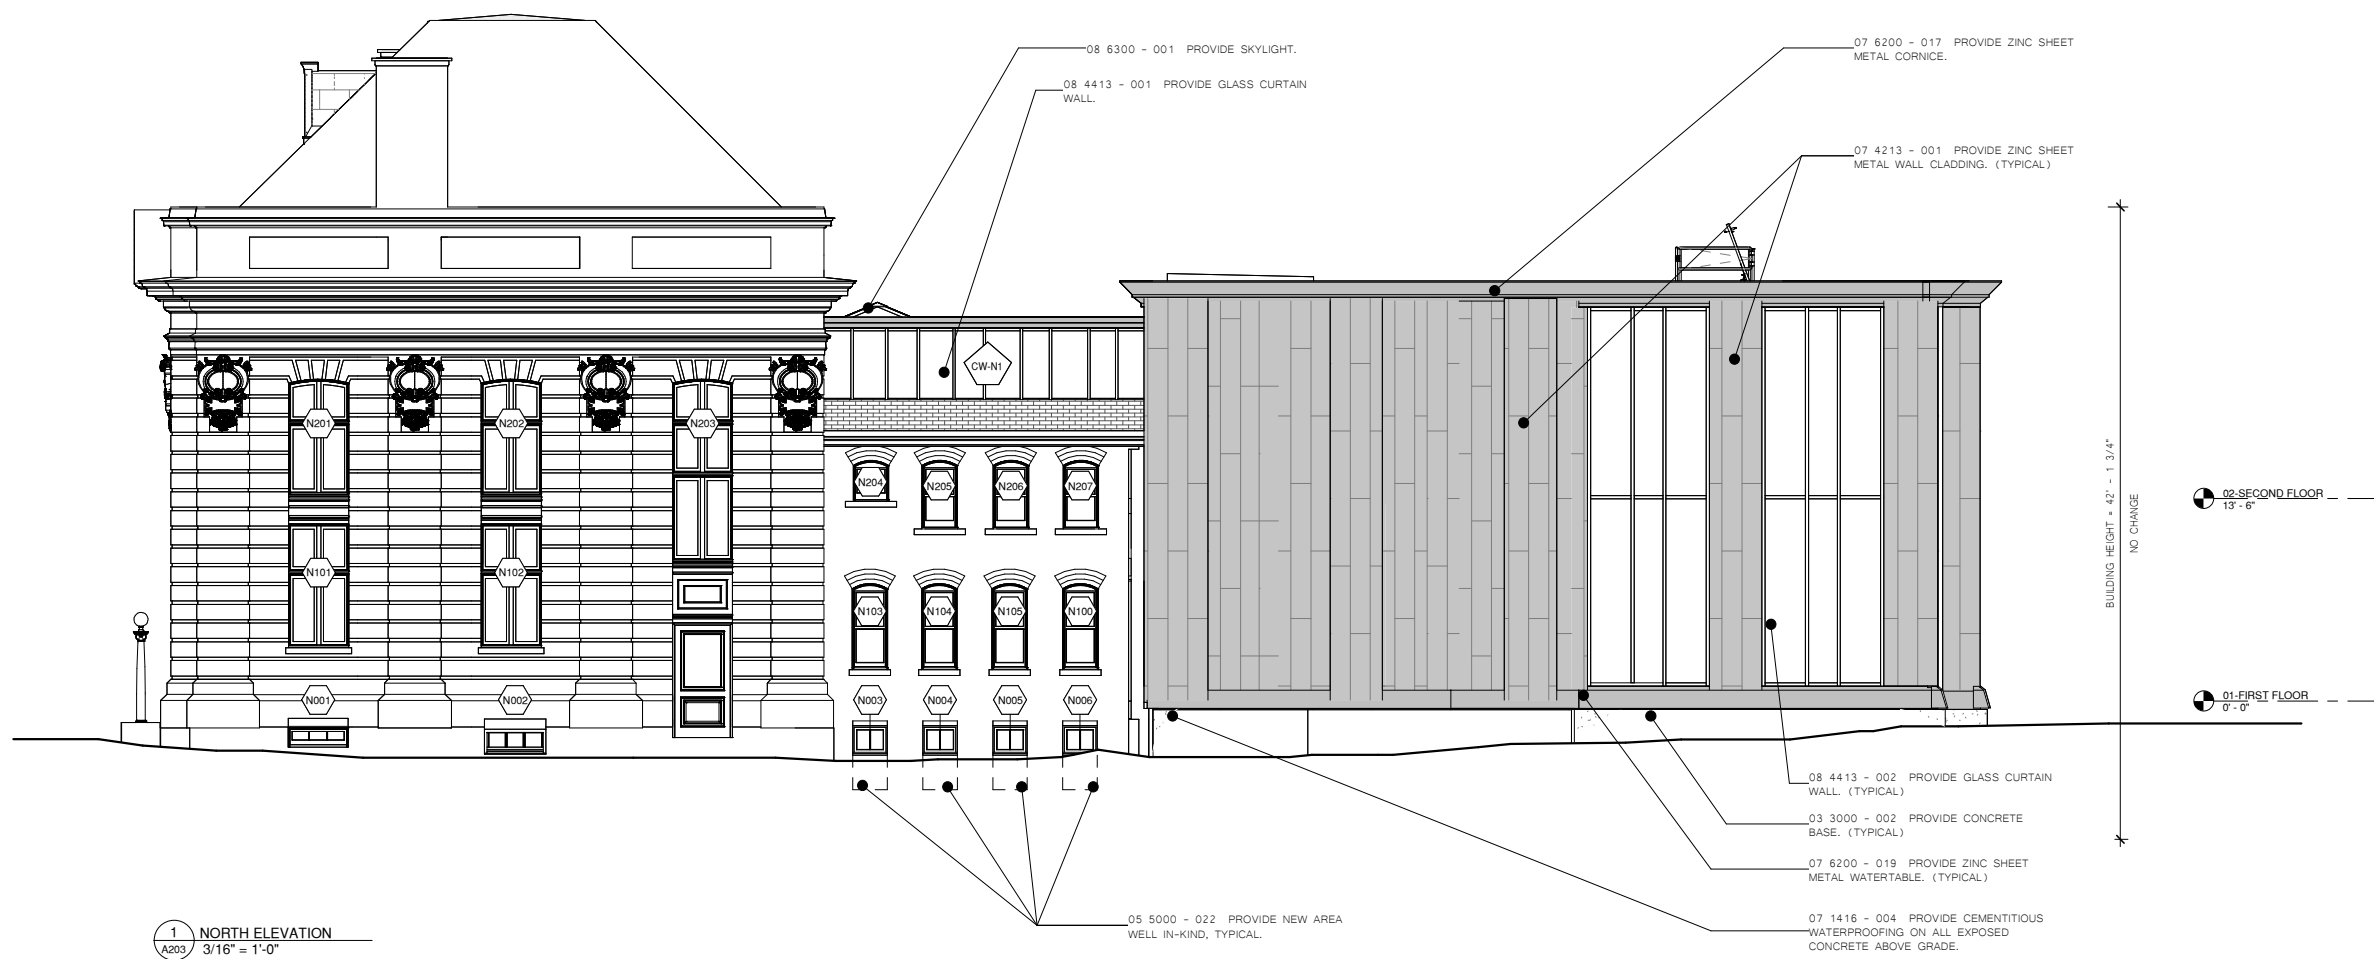 08 6300 - 001 PROVIDE SKYLIGHT.
08 4413 - 001 PROVIDE GLASS CURTAIN
WALL.
07 6200 - 017 PROVIDE ZINC SHEET
METAL CORNICE.
07 4213 - 001 PROVIDE ZINC SHEET
METAL WALL CLADDING. (TYPICAL)
CW-N1
N201
N202
N203
N204
N205
N206
N207
N101
N102
N103
N104
N105
N100
N001
N002
N003
N004
N005
N006
BUILDING HEIGHT = 42' - 1 3/4"
NO CHANGE
02-SECOND FLOOR
13' - 6"
01-FIRST FLOOR
0' - 0"
08 4413 - 002 PROVIDE GLASS CURTAIN
WALL. (TYPICAL)
03 3000 - 002 PROVIDE CONCRETE
BASE. (TYPICAL)
07 6200 - 019 PROVIDE ZINC SHEET
METAL WATERTABLE. (TYPICAL)
07 1416 - 004 PROVIDE CEMENTITIOUS
WATERPROOFING ON ALL EXPOSED
CONCRETE ABOVE GRADE.
05 5000 - 022 PROVIDE NEW AREA
WELL IN-KIND, TYPICAL.
1
A203
NORTH ELEVATION
3/16" = 1'-0"